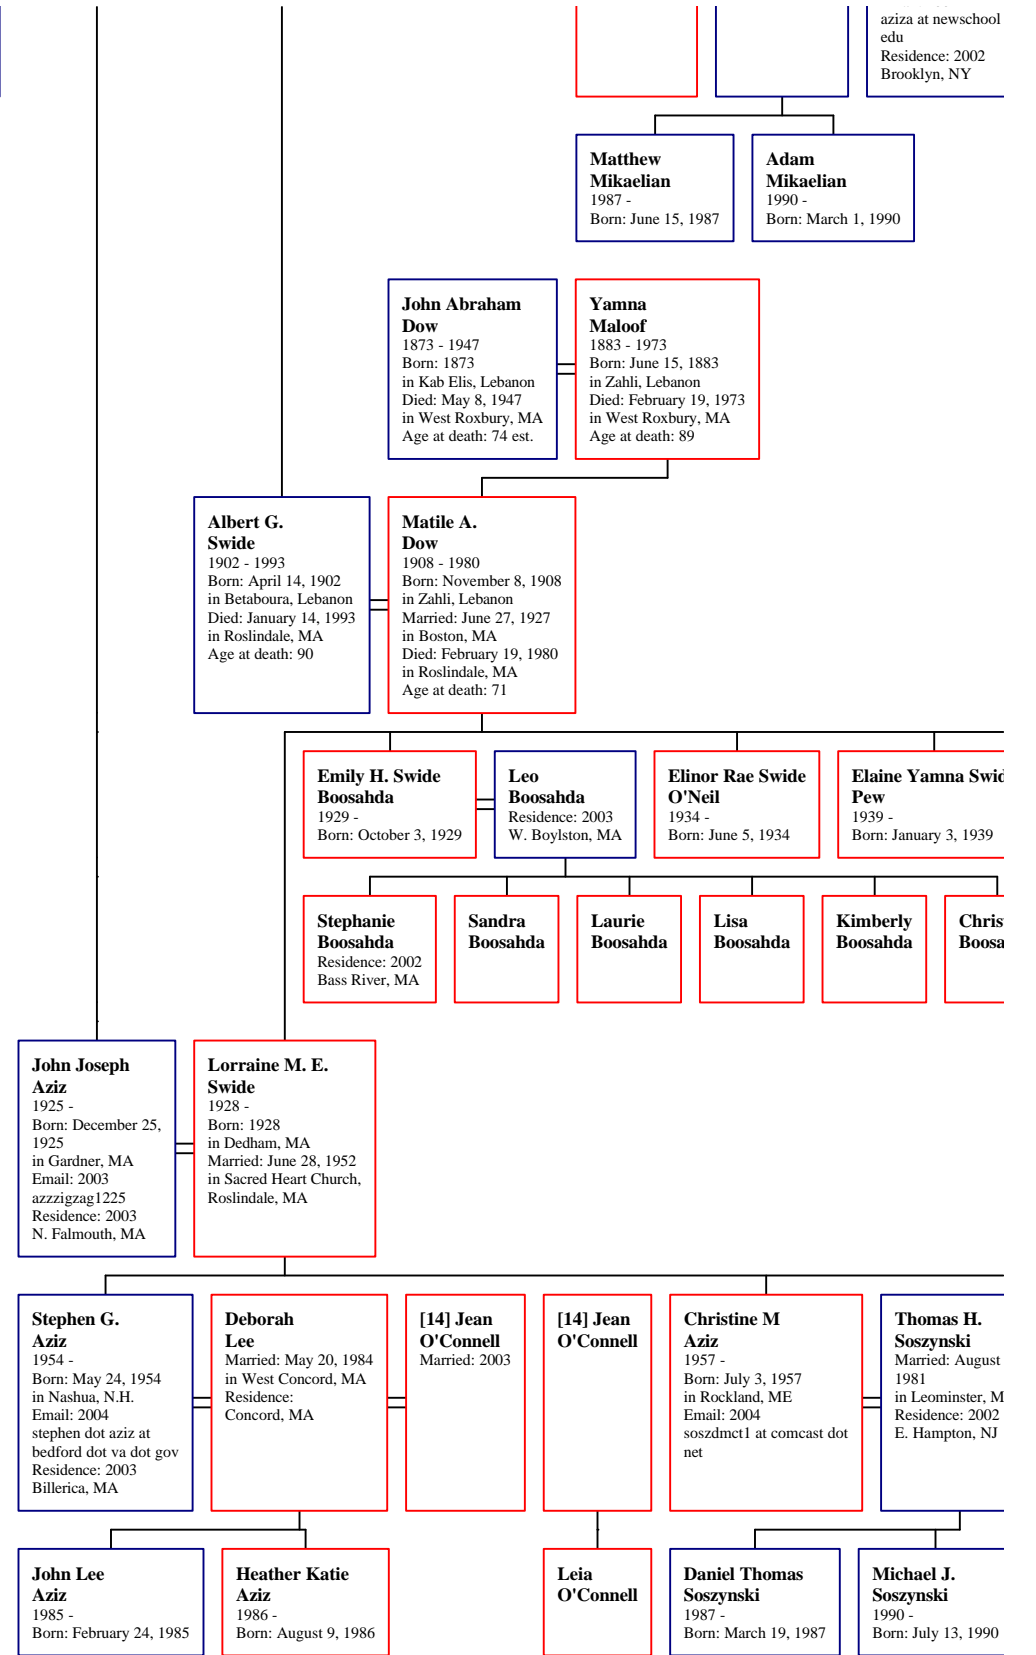 aziza at newschool
edu
Residence: 2002
Brooklyn, NY
Matthew
Mikaelian
1987 -
Born: June 15, 1987
Adam
Mikaelian
1990 -
Born: March 1, 1990
John Abraham
Dow
1873 - 1947
Born: 1873
in Kab Elis, Lebanon
Died: May 8, 1947
in West Roxbury, MA
Age at death: 74 est.
Yamna
Maloof
1883 - 1973
Born: June 15, 1883
in Zahli, Lebanon
Died: February 19, 1973
in West Roxbury, MA
Age at death: 89
Albert G.
Swide
1902 - 1993
Born: April 14, 1902
in Betaboura, Lebanon
Died: January 14, 1993
in Roslindale, MA
Age at death: 90
Matile A.
Dow
1908 - 1980
Born: November 8, 1908
in Zahli, Lebanon
Married: June 27, 1927
in Boston, MA
Died: February 19, 1980
in Roslindale, MA
Age at death: 71
Emily H. Swide
Boosahda
1929 -
Born: October 3, 1929
Leo
Boosahda
Residence: 2003
W. Boylston, MA
Elinor Rae Swide
O'Neil
1934 -
Born: June 5, 1934
Elaine Yamna Swid
Pew
1939 -
Born: January 3, 1939
Stephanie
Boosahda
Residence: 2002
Bass River, MA
Sandra
Boosahda
Laurie
Boosahda
Lisa
Boosahda
Kimberly
Boosahda
Chris
Boosa
John Joseph
Aziz
1925 -
Born: December 25,
1925
in Gardner, MA
Email: 2003
azzzigzag1225
Residence: 2003
N. Falmouth, MA
Lorraine M. E.
Swide
1928 -
Born: 1928
in Dedham, MA
Married: June 28, 1952
in Sacred Heart Church,
Roslindale, MA
Stephen G.
Aziz
1954 -
Born: May 24, 1954
in Nashua, N.H.
Email: 2004
stephen dot aziz at
bedford dot va dot gov
Residence: 2003
Billerica, MA
Deborah
Lee
Married: May 20, 1984
in West Concord, MA
Residence:
Concord, MA
[14] Jean
O'Connell
Married: 2003
[14] Jean
O'Connell
Christine M
Aziz
1957 -
Born: July 3, 1957
in Rockland, ME
Email: 2004
soszdmct1 at comcast dot
net
Thomas H.
Soszynski
Married: August
1981
in Leominster, M
Residence: 2002
E. Hampton, NJ
John Lee
Aziz
1985 -
Born: February 24, 1985
Heather Katie
Aziz
1986 -
Born: August 9, 1986
Leia
O'Connell
Daniel Thomas
Soszynski
1987 -
Born: March 19, 1987
Michael J.
Soszynski
1990 -
Born: July 13, 1990